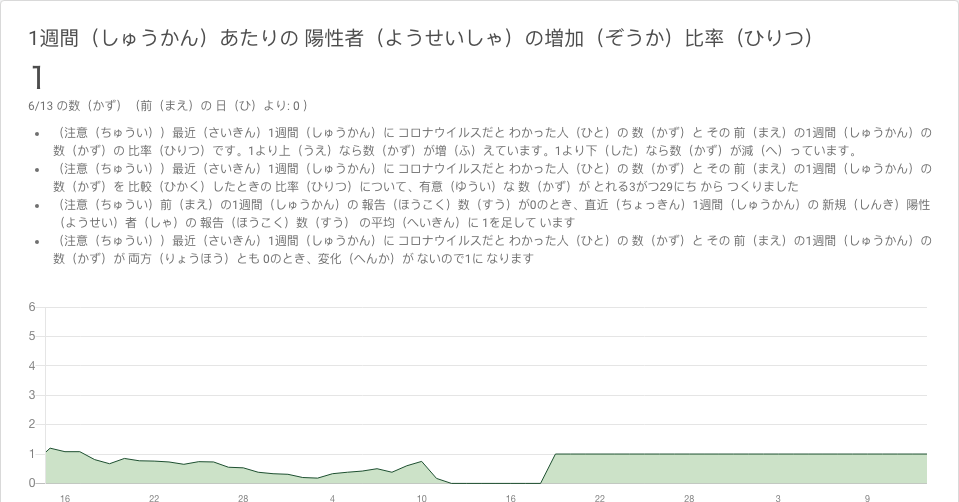 1週間（しゅうかん）あたりの 陽性者（ようせいしゃ）の増加（ぞうか）比率（ひりつ）
1
6/13 の数（かず）（前（まえ）の 日（ひ）より: 0 ）
（注意（ちゅうい））最近（さいきん）1週間（しゅうかん）に コロナウイルスだと わかった人（ひと）の 数（かず）と その 前（まえ）の1週間（しゅうかん）の
数（かず）の 比率（ひりつ）です。1より上（うえ）なら数（かず）が増（ふ）えています。1より下（した）なら数（かず）が減（へ）っています。
（注意（ちゅうい））最近（さいきん）1週間（しゅうかん）に コロナウイルスだと わかった人（ひと）の 数（かず）と その 前（まえ）の1週間（しゅうかん）の
数（かず）を 比較（ひかく）したときの 比率（ひりつ）について、有意（ゆうい）な 数（かず）が とれる3がつ29にち から つくりました
（注意（ちゅうい）前（まえ）の1週間（しゅうかん）の 報告（ほうこく）数（すう）が0のとき、直近（ちょっきん）1週間（しゅうかん）の 新規（しんき）陽性
（ようせい）者（しゃ）の 報告（ほうこく）数（すう）の平均（へいきん）に 1を足して います
（注意（ちゅうい））最近（さいきん）1週間（しゅうかん）に コロナウイルスだと わかった人（ひと）の 数（かず）と その 前（まえ）の1週間（しゅうかん）の
数（かず）が 両方（りょうほう）とも 0のとき、変化（へんか）が ないので1に なります
6
5
4
3
2
1
0
16 22 28 4 10 16 22 28 3 9